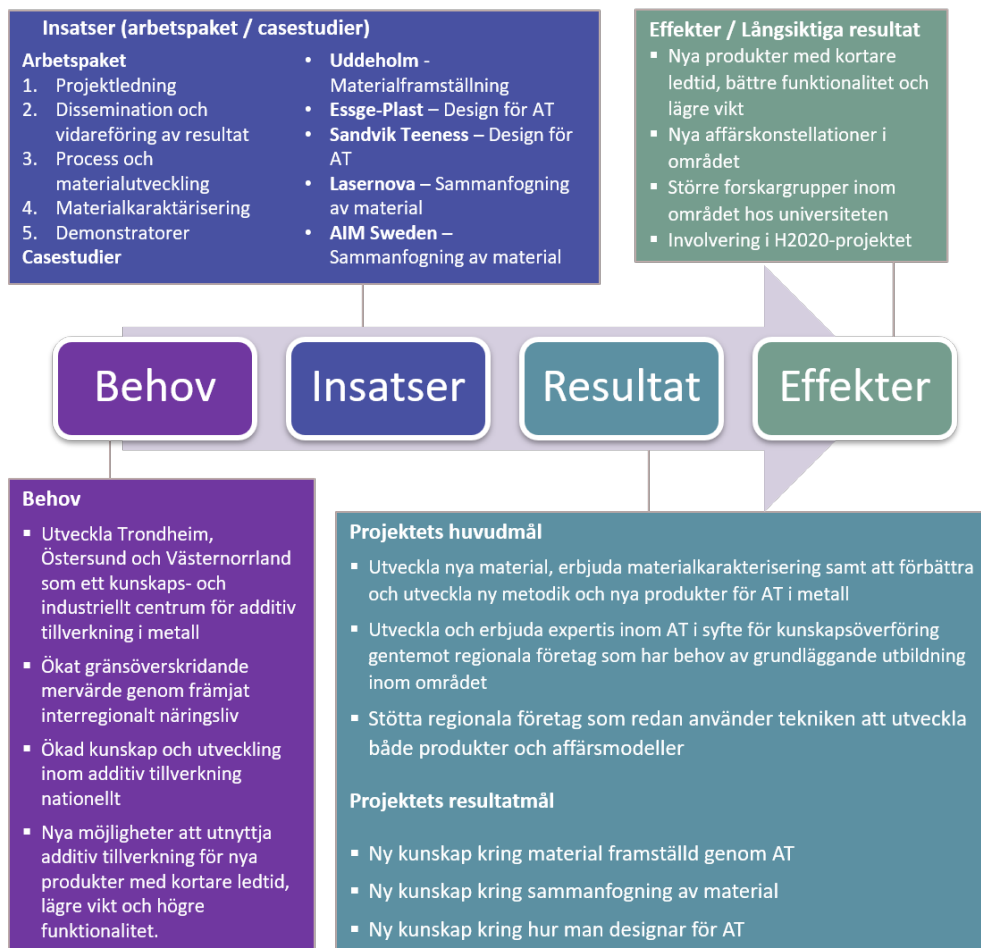 Insatser (arbetspaket / casestudier)
Arbetspaket
1. Projektledning
2. Dissemination och
vidareföring av resultat
3. Process och
materialutveckling
4. Materialkaraktärisering
5. Demonstratorer
Casestudier
• Uddeholm -
Materialframställning
• Essge-Plast – Design för AT
• Sandvik Teeness – Design för
AT
• Lasernova – Sammanfogning
av material
• AIM Sweden –
Sammanfogning av material
Effekter / Långsiktiga resultat
▪ Nya produkter med kortare
ledtid, bättre funktionalitet och
lägre vikt
▪ Nya affärskonstellationer i
området
▪ Större forskargrupper inom
området hos universiteten
▪ Involvering i H2020-projektet
Behov
Insatser
Resultat
Effekter
Behov
▪ Utveckla Trondheim,
Östersund och Västernorrland
som ett kunskaps- och
industriellt centrum för additiv
tillverkning i metall
▪ Ökat gränsöverskridande
mervärde genom främjat
interregionalt näringsliv
▪ Ökad kunskap och utveckling
inom additiv tillverkning
nationellt
▪ Nya möjligheter att utnyttja
additiv tillverkning för nya
produkter med kortare ledtid,
lägre vikt och högre
funktionalitet.
Projektets huvudmål
▪ Utveckla nya material, erbjuda materialkarakterisering samt att förbättra
och utveckla ny metodik och nya produkter för AT i metall
▪ Utveckla och erbjuda expertis inom AT i syfte för kunskapsöverföring
gentemot regionala företag som har behov av grundläggande utbildning
inom området
▪ Stötta regionala företag som redan använder tekniken att utveckla
både produkter och affärsmodeller
Projektets resultatmål
▪ Ny kunskap kring material framställd genom AT
▪ Ny kunskap kring sammanfogning av material
▪ Ny kunskap kring hur man designar för AT